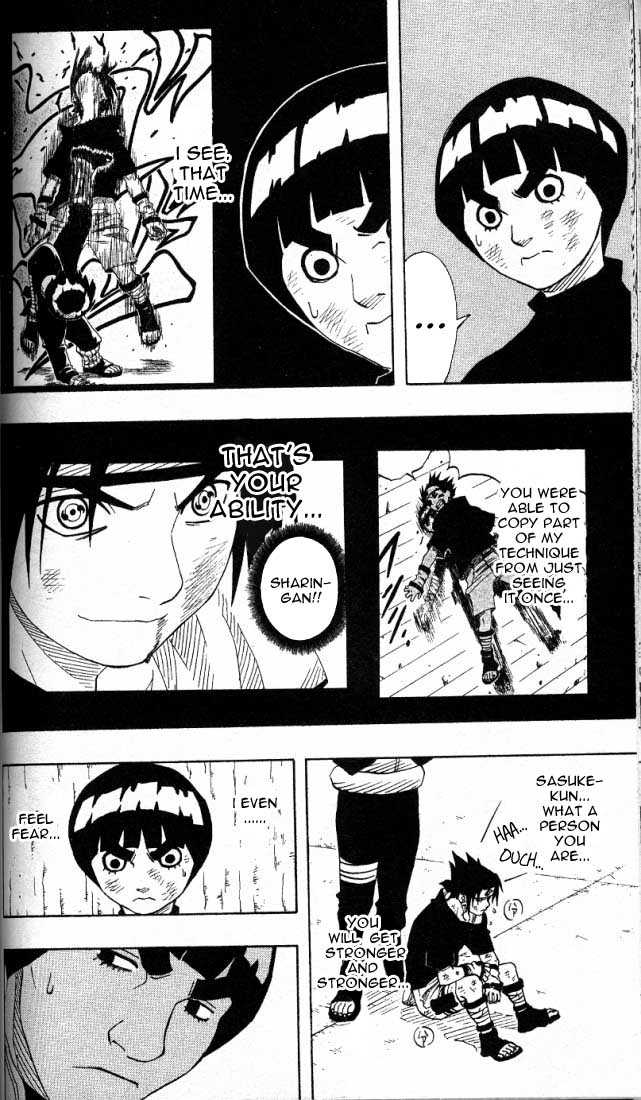 ....
I SEE,
THAT
TIME...
YOU WERE
ABLE TO
COPY PART
OF MY
TECHNIQUE
FROM JUST
SEEING
IT ONCE...
THAT'S
YOUR
ABILITY...
SHARIN-
GAN!!
SASUKE-
KUN...
WHAT A
PERSON
YOU
ARE...
HAA...
OUCH...
YOU
WILL GET
STRONGER
AND
STRONGER...
I EVEN
......
FEEL
FEAR...